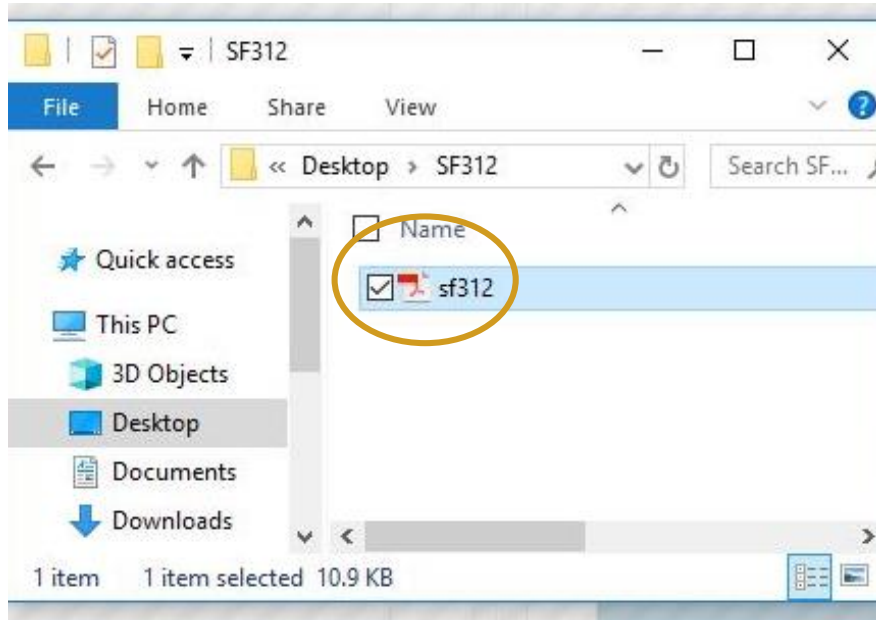 SF312
File Home Share View
« Desktop > SF312 Search SF...
Name
Quick access
sf312
This PC
3D Objects
Desktop
Documents
Downloads
1 item 1 item selected 10.9 KB